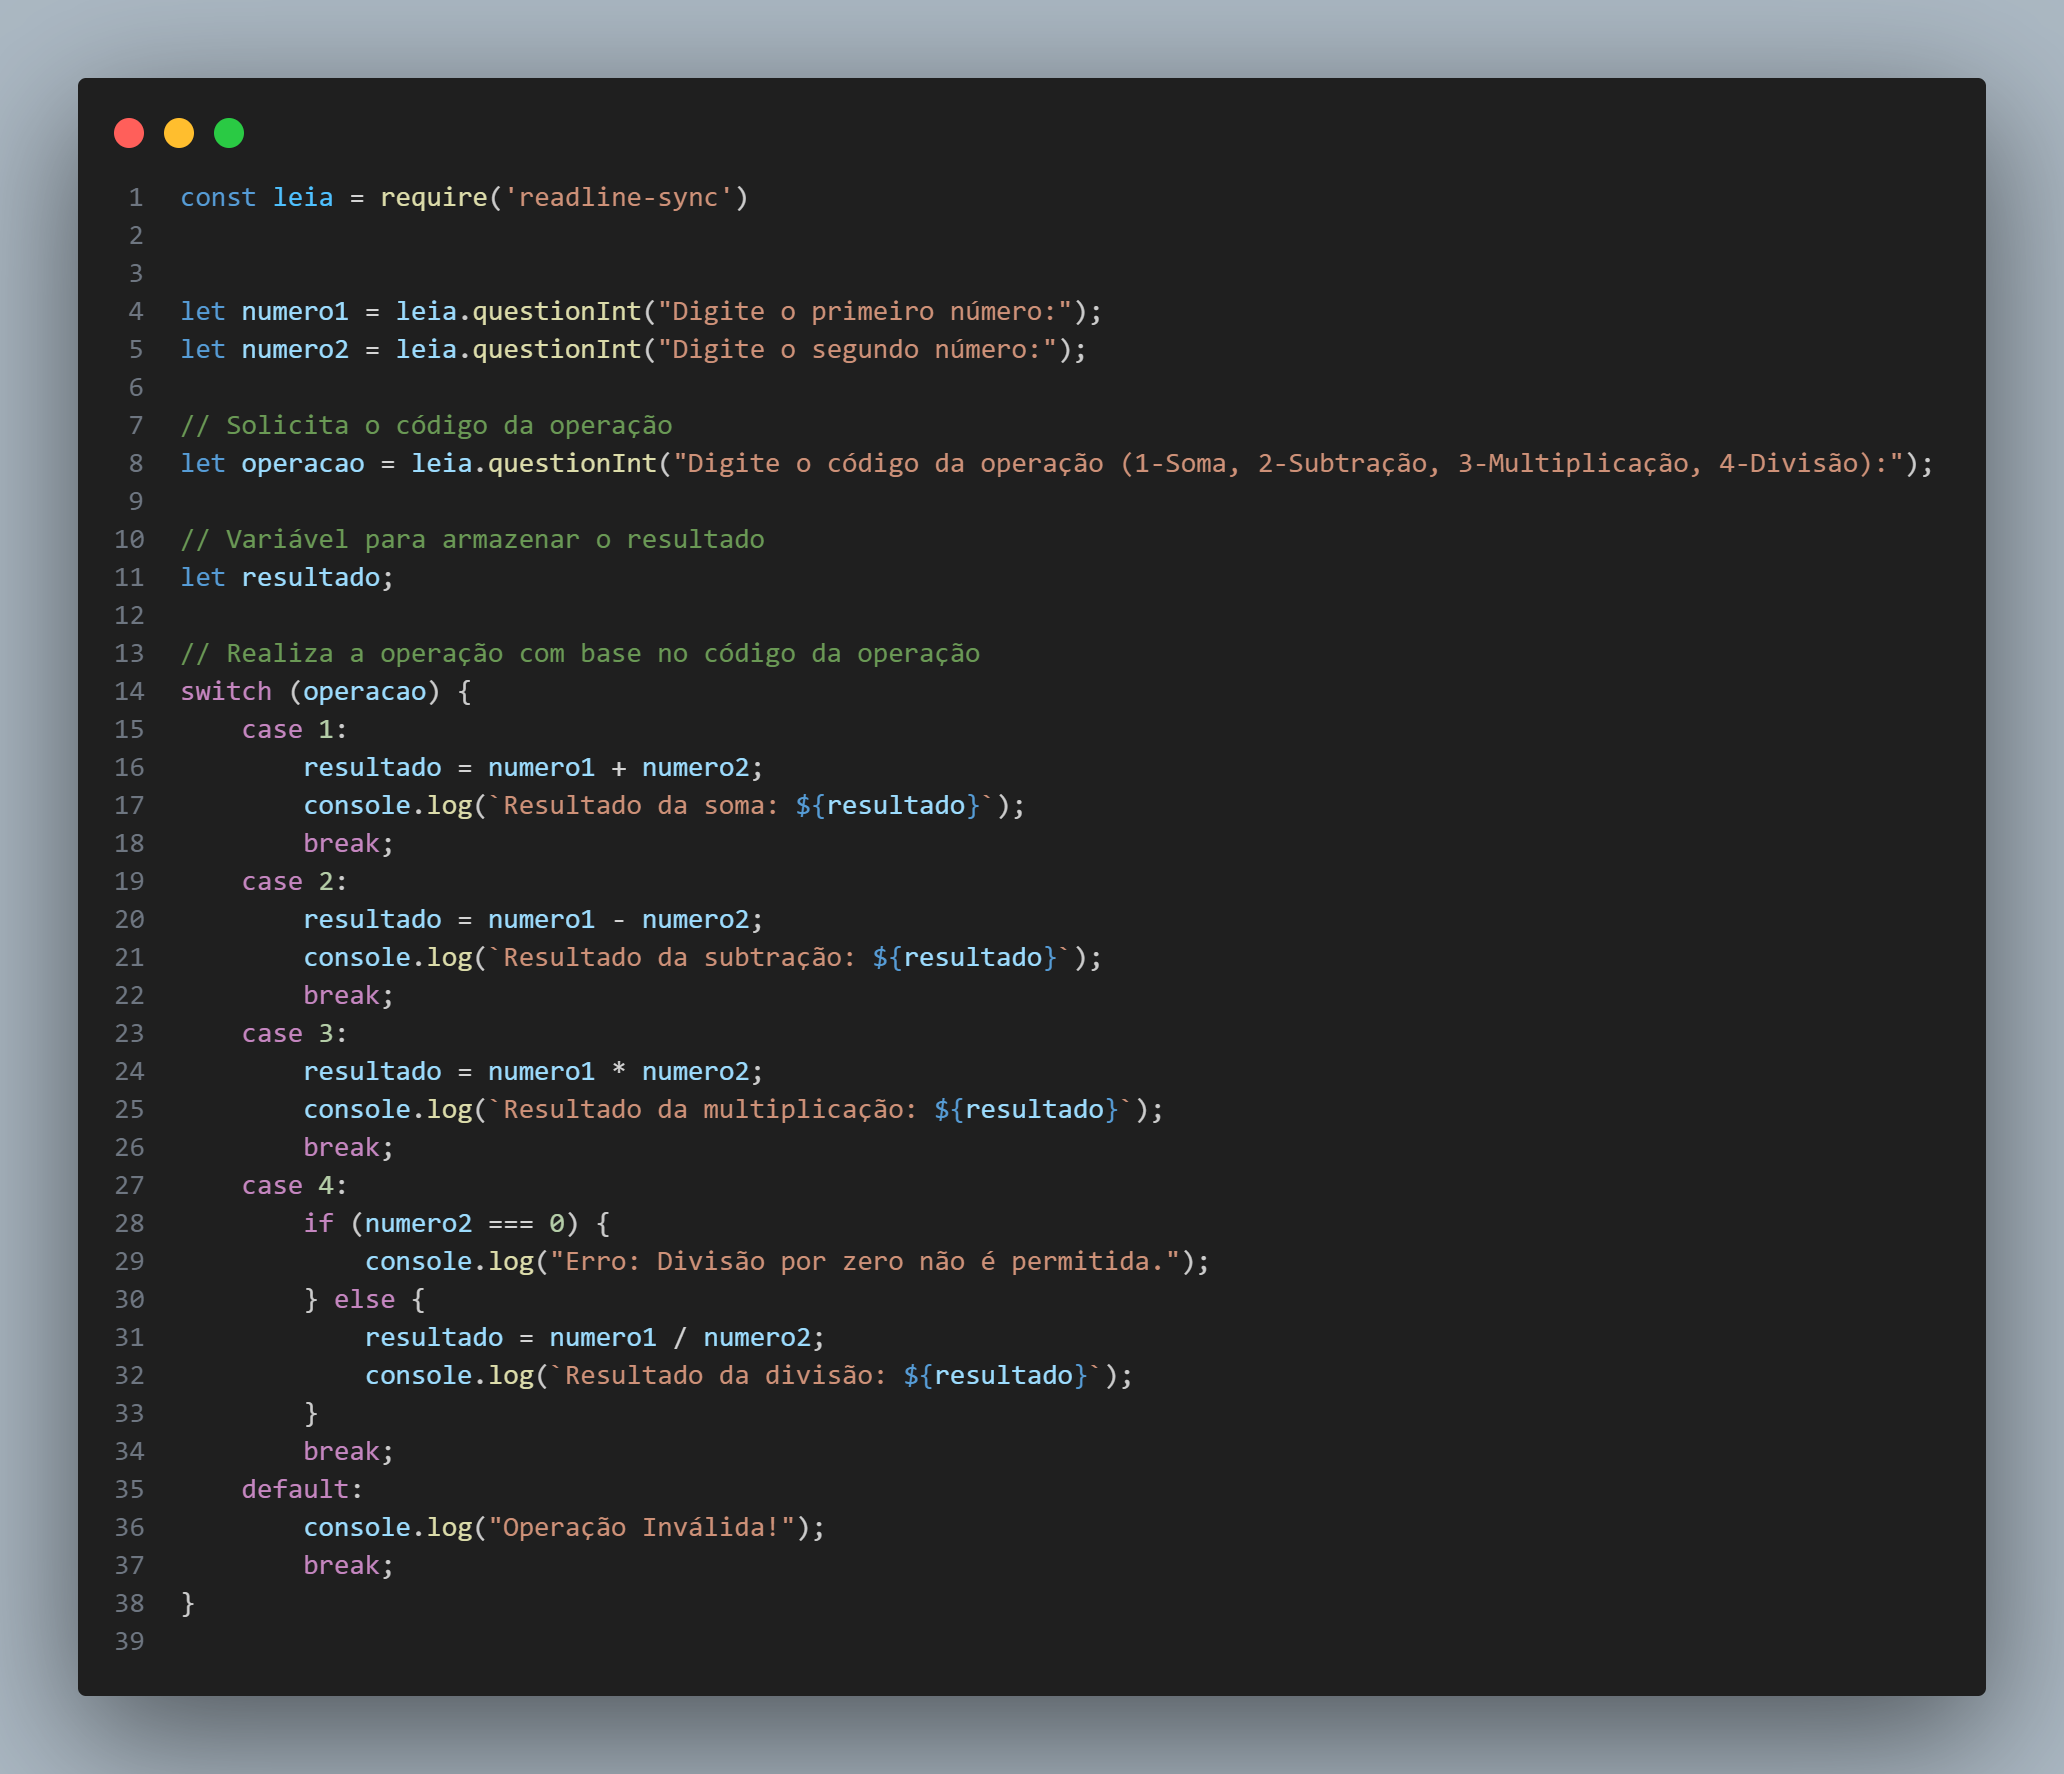 1 const leia = require('readline-sync')
2
3
4 let numero1 = leia.questionInt("Digite o primeiro número:");
5 let numero2 = leia.questionInt("Digite o segundo número:");
6
7 // Solicita o código da operação
8 let operacao = leia.questionInt("Digite o código da operação (1-Soma, 2-Subtração, 3-Multiplicação, 4-Divisão):");
9
10 // Variável para armazenar o resultado
11 let resultado;
12
13 // Realiza a operação com base no código da operação
14 switch (operacao) {
15     case 1:
16         resultado = numero1 + numero2;
17         console.log(`Resultado da soma: ${resultado}`);
18         break;
19     case 2:
20         resultado = numero1 - numero2;
21         console.log(`Resultado da subtração: ${resultado}`);
22         break;
23     case 3:
24         resultado = numero1 * numero2;
25         console.log(`Resultado da multiplicação: ${resultado}`);
26         break;
27     case 4:
28         if (numero2 === 0) {
29             console.log("Erro: Divisão por zero não é permitida.");
30         } else {
31             resultado = numero1 / numero2;
32             console.log(`Resultado da divisão: ${resultado}`);
33         }
34         break;
35     default:
36         console.log("Operação Inválida!");
37         break;
38 }
39